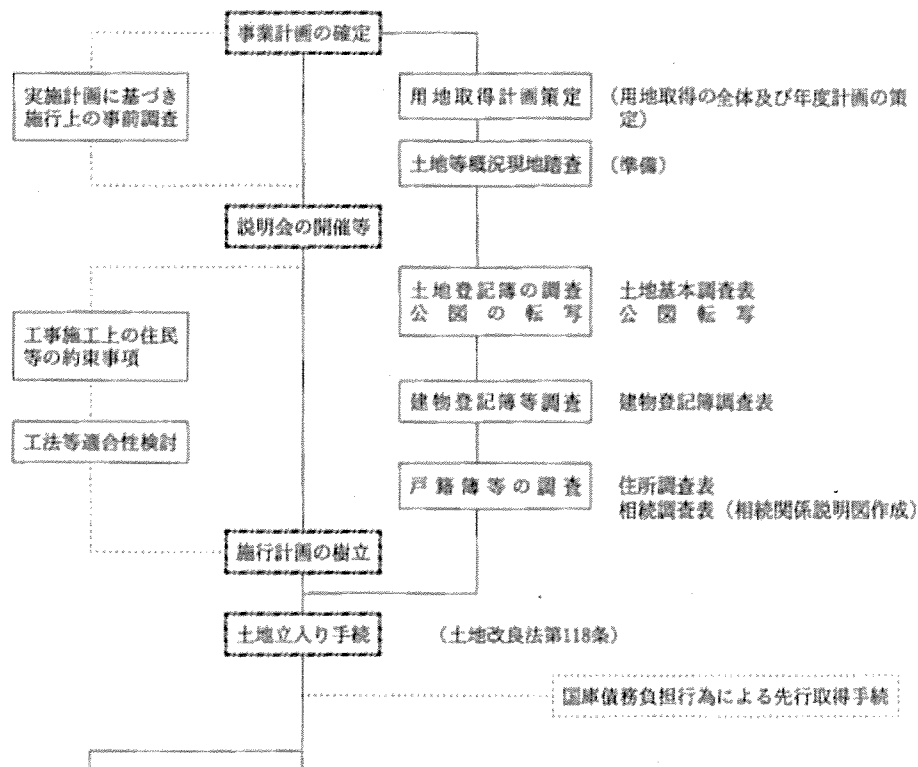 事業計画の確定
実施計画に基づき
施行上の事前調査
用地取得計画策定
(用地取得の全体及び年度計画の策
定)
土地等概況現地踏査
(準備)
説明会の開催等
土地登記簿の調査
公図の転写
土地基本調査表
公図転写
工事施工上の住民
等の約束事項
建物登記簿等調査
建物登記簿調査表
工法等適合性検討
戸籍簿等の調査
住所調査表
相続調査表(相続関係説明図作成)
施行計画の樹立
土地立入り手続
(土地改良法第118条)
国庫債務負担行為による先行取得手続